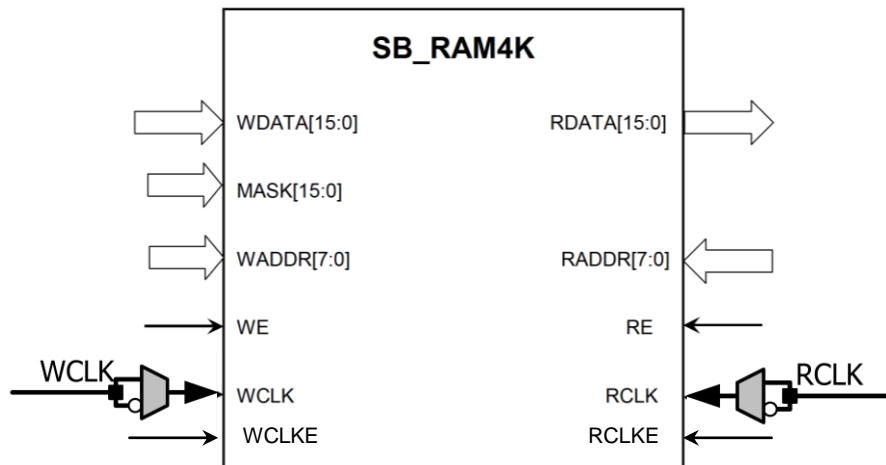 SB_RAM4K
WDATA[15:0] RDATA[15:0]
MASK[15:0]
WADDR[7:0] RADDR[7:0]
WE RE
WCLK RCLK
WCLK RCLK
WCLKE RCLKE